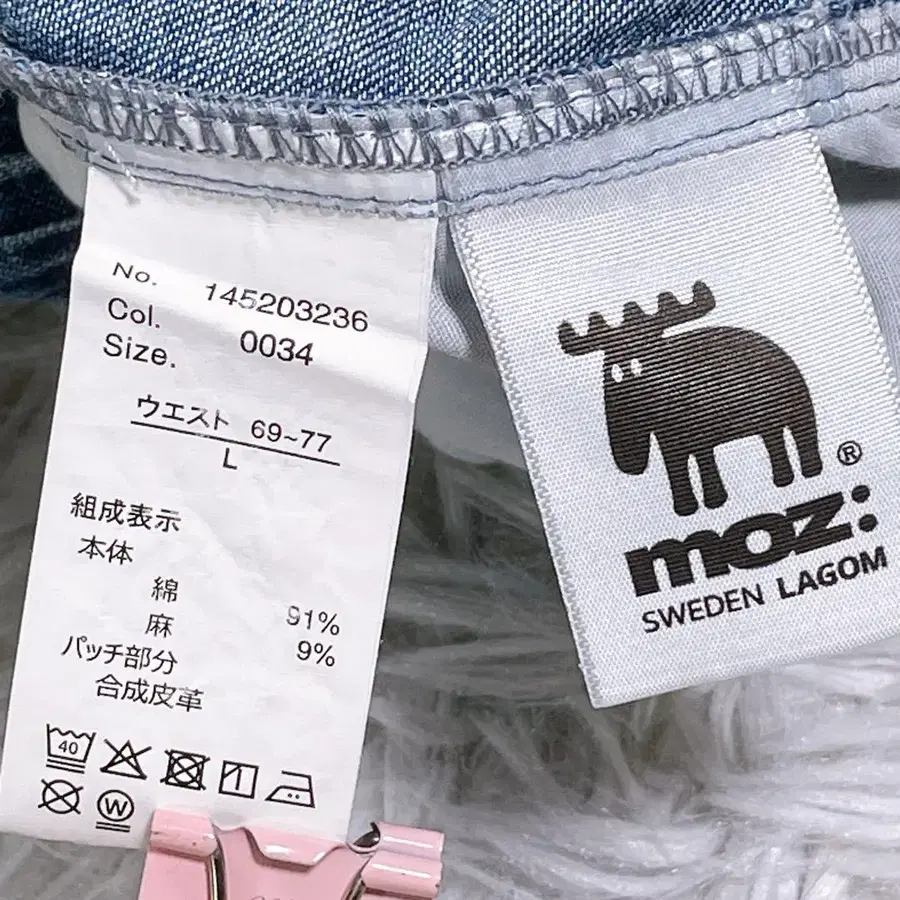 No. 145203236
Col. 0034
Size.
ウエスト 69~77
L
組成表示
本体
綿 91%
麻 9%
パッチ部分
合成皮革
40
W
moz:®
SWEDEN LAGOM